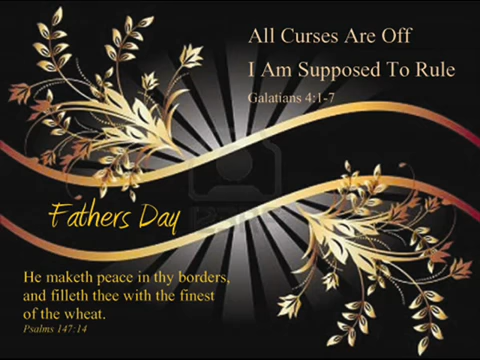 All Curses Are Off
I Am Supposed To Rule
Galatians 4:1-7
Fathers Day
He maketh peace in thy borders,
and filleth thee with the finest
of the wheat.
Psalms 147:14